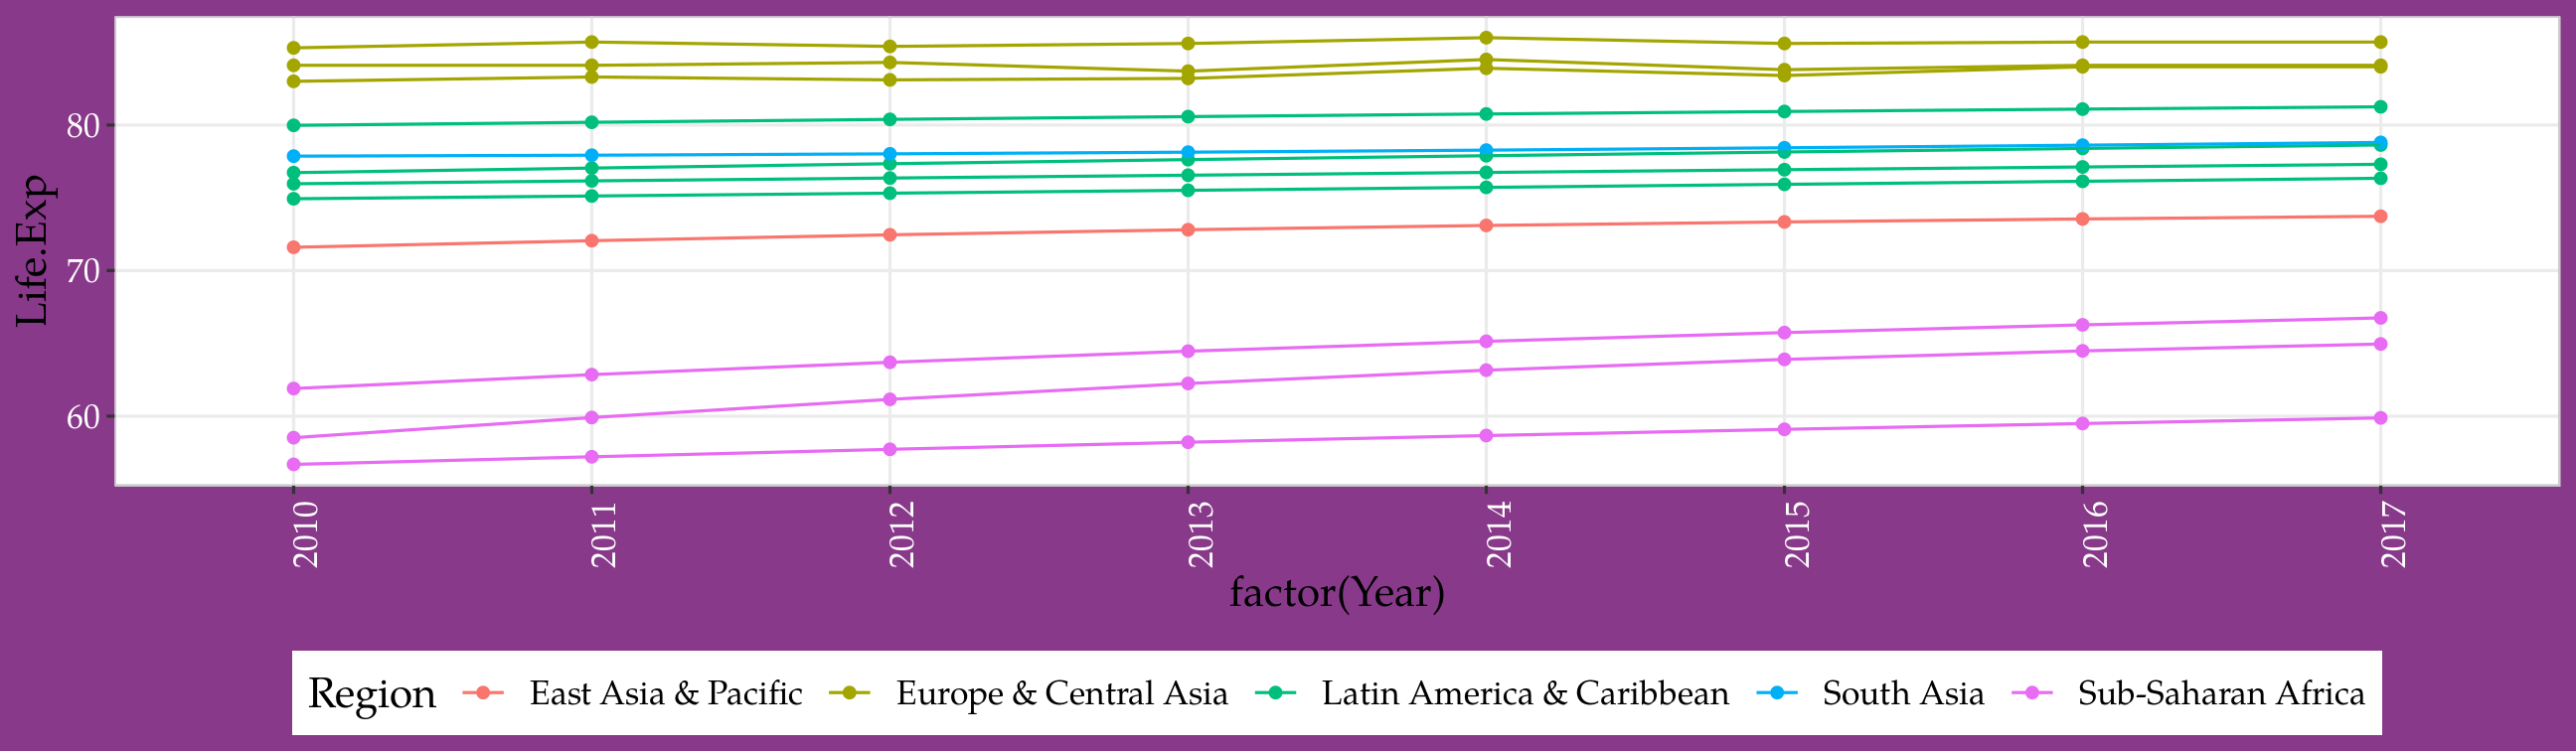 Life.Exp
80
70
60
2010 2011 2012 2013 2014 2015 2016 2017
factor(Year)
Region East Asia & Pacific Europe & Central Asia Latin America & Caribbean South Asia Sub-Saharan Africa